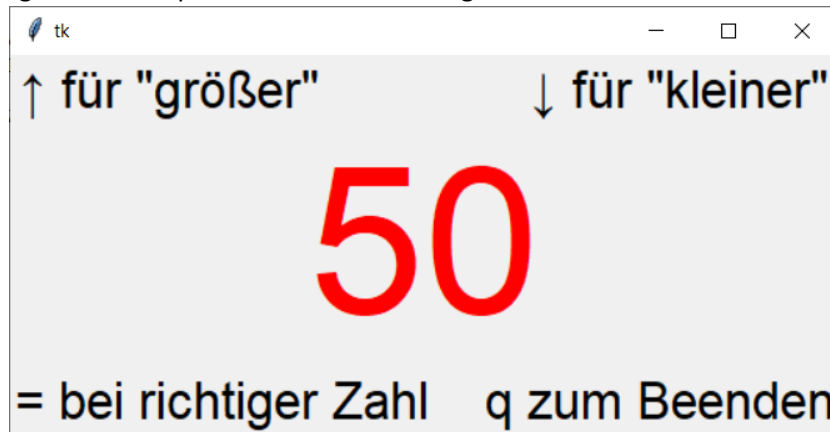 tk
↑ für "größer" ↓ für "kleiner"
50
= bei richtiger Zahl q zum Beenden